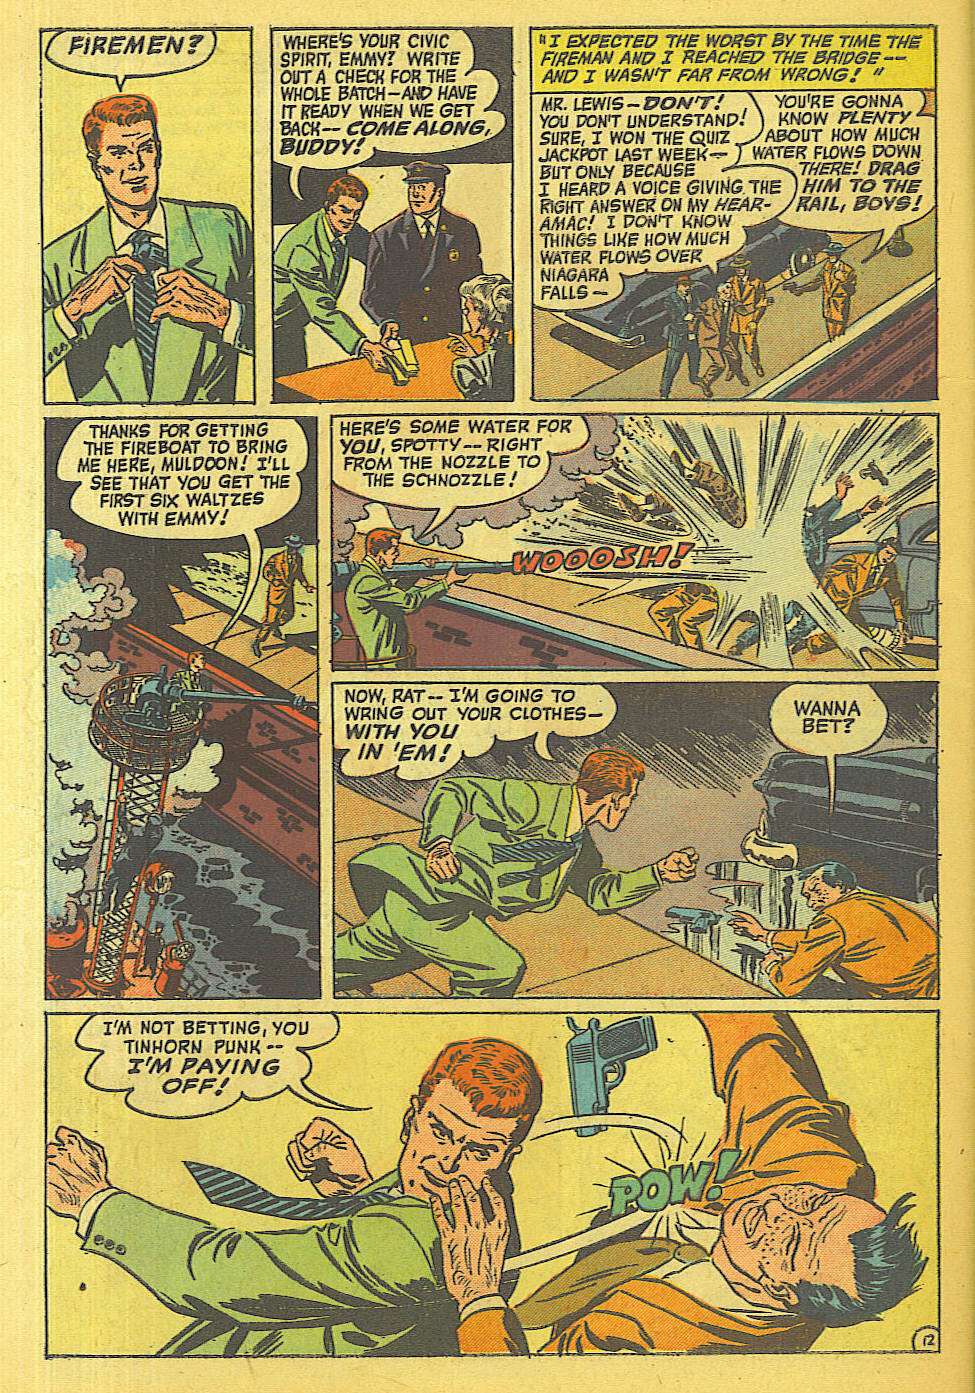 FIREMEN?
WHERE'S YOUR CIVIC
SPIRIT, EMMY? WRITE
OUT A CHECK FOR THE
WHOLE BATCH--AND HAVE
IT READY WHEN WE GET
BACK-- COME ALONG,
BUDDY!
"I EXPECTED THE WORST BY THE TIME THE
FIREMAN AND I REACHED THE BRIDGE--
AND I WASN'T FAR FROM WRONG!"
MR. LEWIS--DON'T!
YOU DON'T UNDERSTAND!
SURE, I WON THE QUIZ
JACKPOT LAST WEEK--
BUT ONLY BECAUSE
I HEARD A VOICE GIVING THE
RIGHT ANSWER ON MY HEAR-
AMAC! I DON'T KNOW
THINGS LIKE HOW MUCH
WATER FLOWS OVER
NIAGARA
FALLS--
YOU'RE GONNA
KNOW PLENTY
ABOUT HOW MUCH
WATER FLOWS DOWN
THERE! DRAG
HIM TO THE
RAIL, BOYS!
THANKS FOR GETTING
THE FIREBOAT TO BRING
ME HERE, MULDOON! I'LL
SEE THAT YOU GET THE
FIRST SIX WALTZES
WITH EMMY!
HERE'S SOME WATER FOR
YOU, SPOTTY-- RIGHT
FROM THE NOZZLE TO
THE SCHNOZZLE!
WOOOSH!
NOW, RAT-- I'M GOING TO
WRING OUT YOUR CLOTHES--
WITH YOU
IN 'EM!
WANNA
BET?
I'M NOT BETTING, YOU
TINHORN PUNK--
I'M PAYING
OFF!
POW!
12